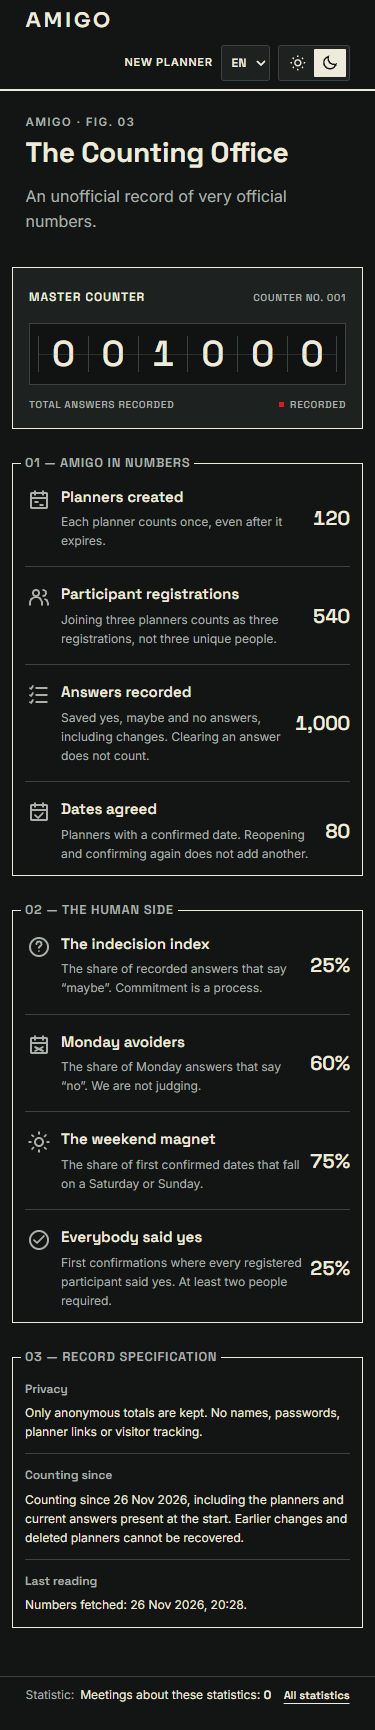 AMIGO
NEW PLANNER EN
AMIGO · FIG. 03
The Counting Office
An unofficial record of very official
numbers.
MASTER COUNTER COUNTER NO. 001
0 0 1 0 0 0
TOTAL ANSWERS RECORDED RECORDED
01 — AMIGO IN NUMBERS
Planners created
Each planner counts once, even after it
expires.
120
Participant registrations
Joining three planners counts as three
registrations, not three unique people.
540
Answers recorded
Saved yes, maybe and no answers,
including changes. Clearing an answer
does not count.
1,000
Dates agreed
Planners with a confirmed date. Reopening
and confirming again does not add another.
80
02 — THE HUMAN SIDE
The indecision index
The share of recorded answers that say
“maybe”. Commitment is a process.
25%
Monday avoiders
The share of Monday answers that say
“no”. We are not judging.
60%
The weekend magnet
The share of first confirmed dates that fall
on a Saturday or Sunday.
75%
Everybody said yes
First confirmations where every registered
participant said yes. At least two people
required.
25%
03 — RECORD SPECIFICATION
Privacy
Only anonymous totals are kept. No names, passwords,
planner links or visitor tracking.
Counting since
Counting since 26 Nov 2026, including the planners and
current answers present at the start. Earlier changes and
deleted planners cannot be recovered.
Last reading
Numbers fetched: 26 Nov 2026, 20:28.
Statistic: Meetings about these statistics: 0 All statistics